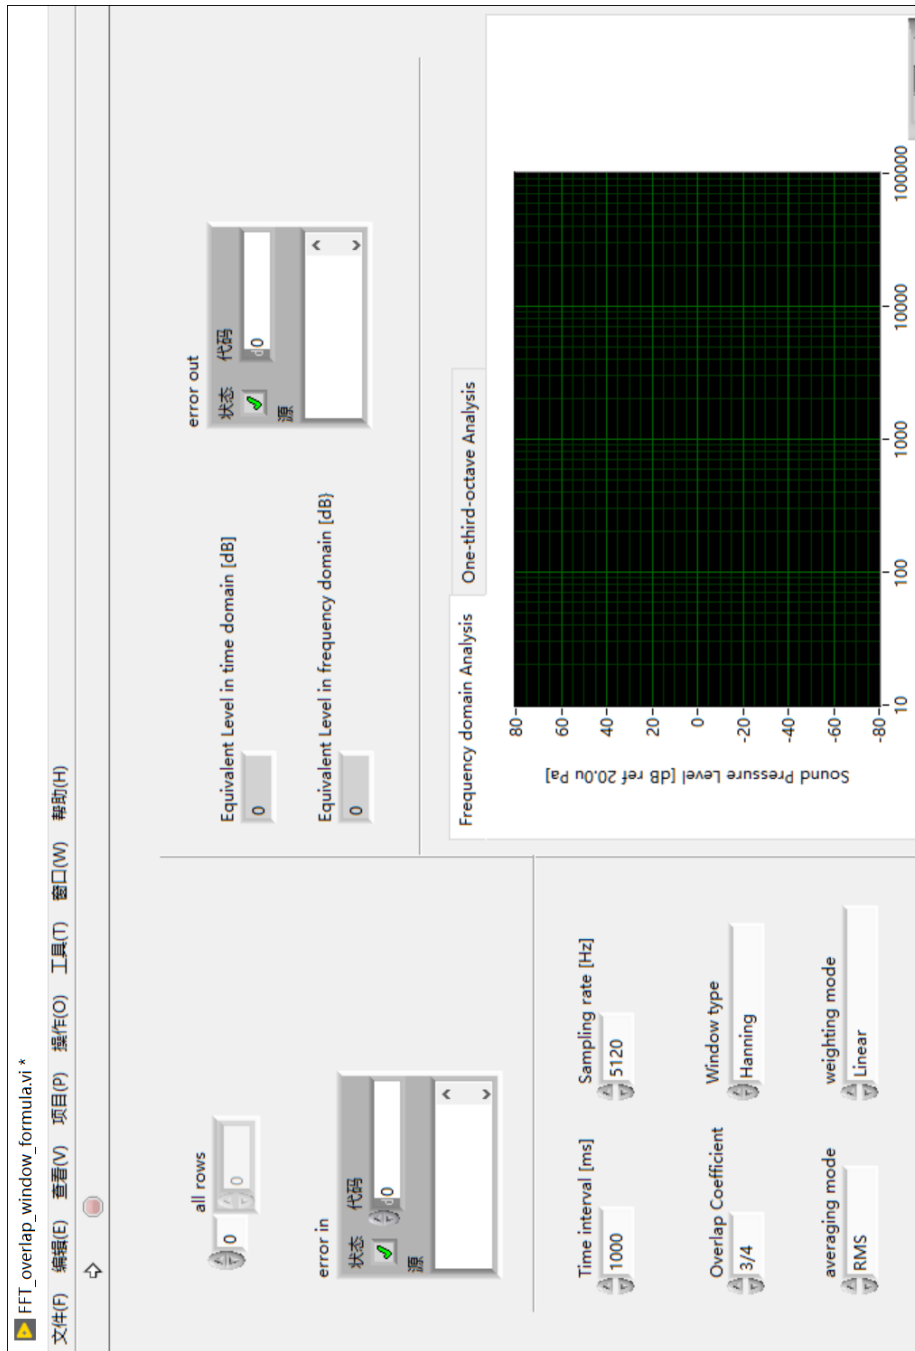 FFT_overlap_window_formula.vi *
文件(F) 编辑(E) 查看(V) 项目(P) 操作(O) 工具(T) 窗口(W) 帮助(H)
all rows
0
0
error in
状态 代码
d0
源
Time interval [ms]
1000
Sampling rate [Hz]
5120
Overlap Coefficient
3/4
Window type
Hanning
averaging mode
RMS
weighting mode
Linear
Equivalent Level in time domain [dB]
0
Equivalent Level in frequency domain [dB}
0
error out
状态 代码
d0
源
Frequency domain Analysis
One-third-octave Analysis
Sound Pressure Level [dB ref 20.0u Pa]
80
60
40
20
0
-20
-40
-60
-80
10 100 1000 10000 100000